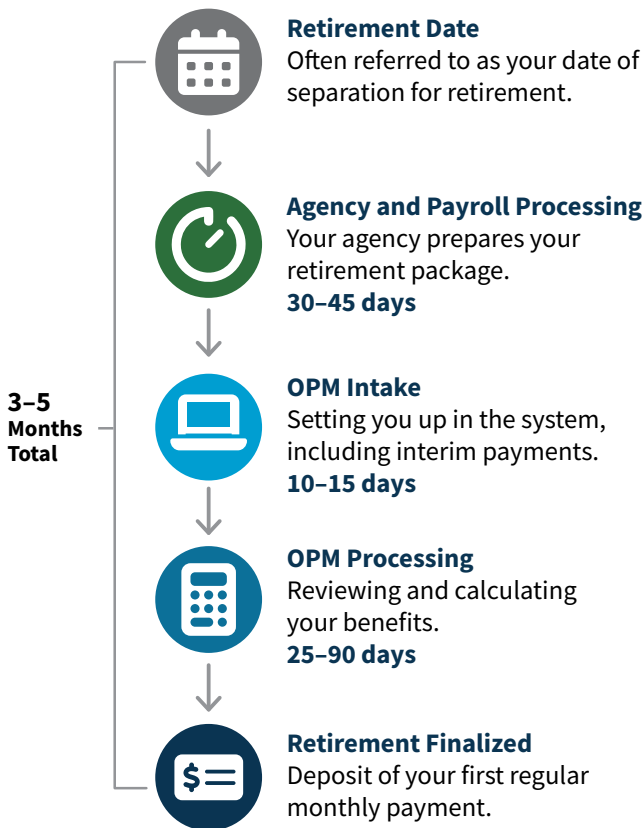 Retirement Date
Often referred to as your date of
separation for retirement.
Agency and Payroll Processing
Your agency prepares your
retirement package.
30–45 days
3–5
Months
Total
OPM Intake
Setting you up in the system,
including interim payments.
10–15 days
OPM Processing
Reviewing and calculating
your benefits.
25–90 days
$
Retirement Finalized
Deposit of your first regular
monthly payment.